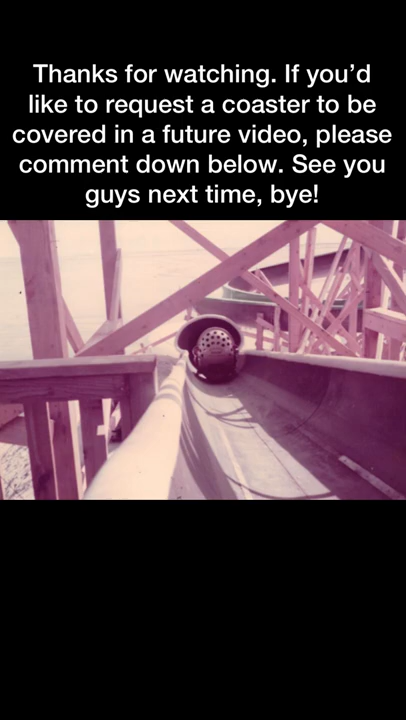 Thanks for watching. If you’d
like to request a coaster to be
covered in a future video, please
comment down below. See you
guys next time, bye!